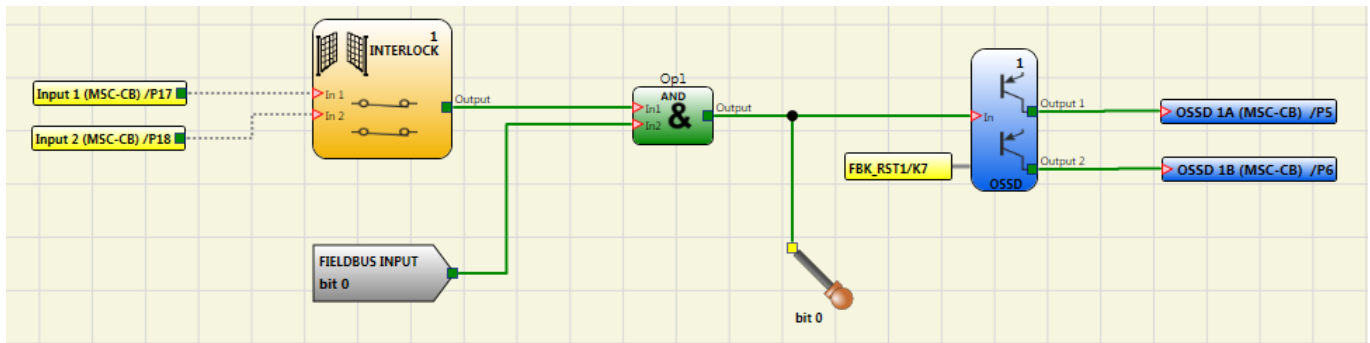 Input 1 (MSC-CB) /P17
Input 2 (MSC-CB) /P18
1
INTERLOCK
In 1
In 2
Output
FIELDBUS INPUT
bit 0
Op1
AND
&
In1
In2
Output
bit 0
FBK_RST1/K7
1
In
OSSD
Output 1
Output 2
OSSD 1A (MSC-CB) /P5
OSSD 1B (MSC-CB) /P6